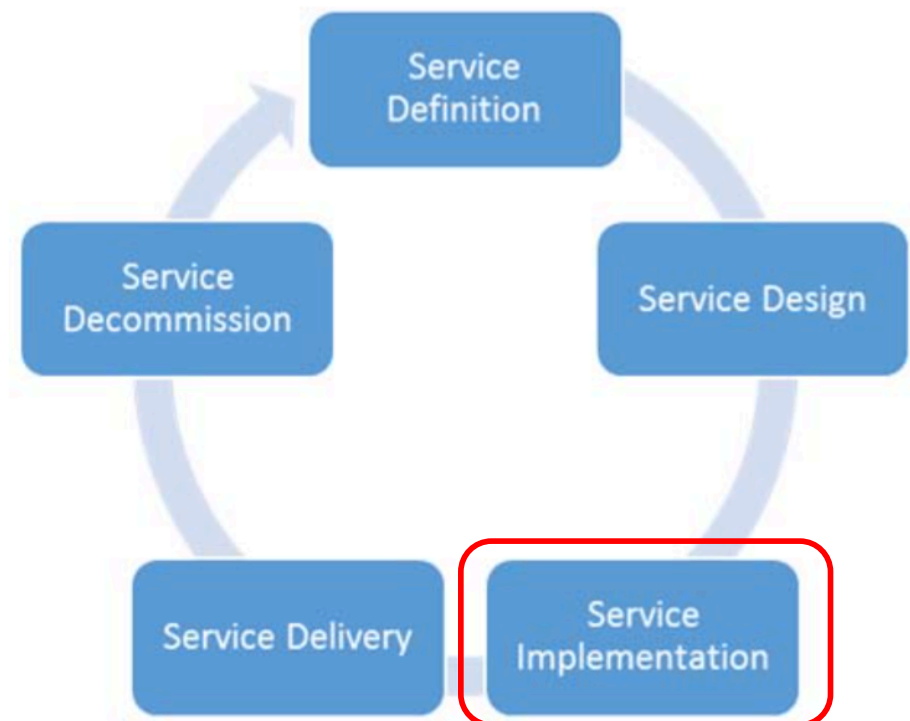 Service
Definition
Service Design
Service
Implementation
Service Delivery
Service
Decommission